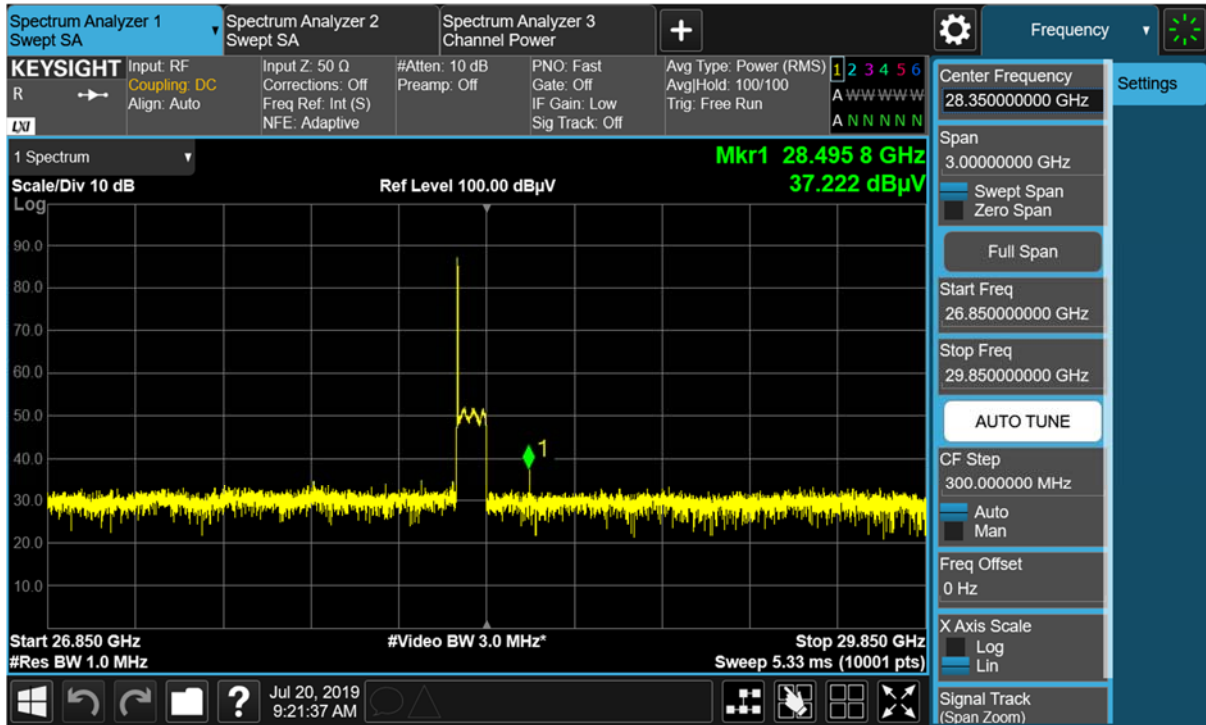 Spectrum Analyzer 1
Swept SA
Spectrum Analyzer 2
Swept SA
Spectrum Analyzer 3
Channel Power
Frequency
KEYSIGHT
R
LXI
Input: RF
Coupling: DC
Align: Auto
Input Z: 50 Ω
Corrections: Off
Freq Ref: Int (S)
NFE: Adaptive
#Atten: 10 dB
Preamp: Off
PNO: Fast
Gate: Off
IF Gain: Low
Sig Track: Off
Avg Type: Power (RMS)
Avg|Hold: 100/100
Trig: Free Run
1 2 3 4 5 6
A W W W W W
A N N N N N
1 Spectrum
Scale/Div 10 dB
Ref Level 100.00 dBµV
Mkr1 28.495 8 GHz
37.222 dBµV
Log
90.0
80.0
70.0
60.0
50.0
40.0
30.0
20.0
10.0
1
Start 26.850 GHz
#Res BW 1.0 MHz
#Video BW 3.0 MHz*
Stop 29.850 GHz
Sweep 5.33 ms (10001 pts)
Settings
Center Frequency
28.350000000 GHz
Span
3.00000000 GHz
Swept Span
Zero Span
Full Span
Start Freq
26.850000000 GHz
Stop Freq
29.850000000 GHz
AUTO TUNE
CF Step
300.000000 MHz
Auto
Man
Freq Offset
0 Hz
X Axis Scale
Log
Lin
Signal Track
(Span Zoom)
?
Jul 20, 2019
9:21:37 AM